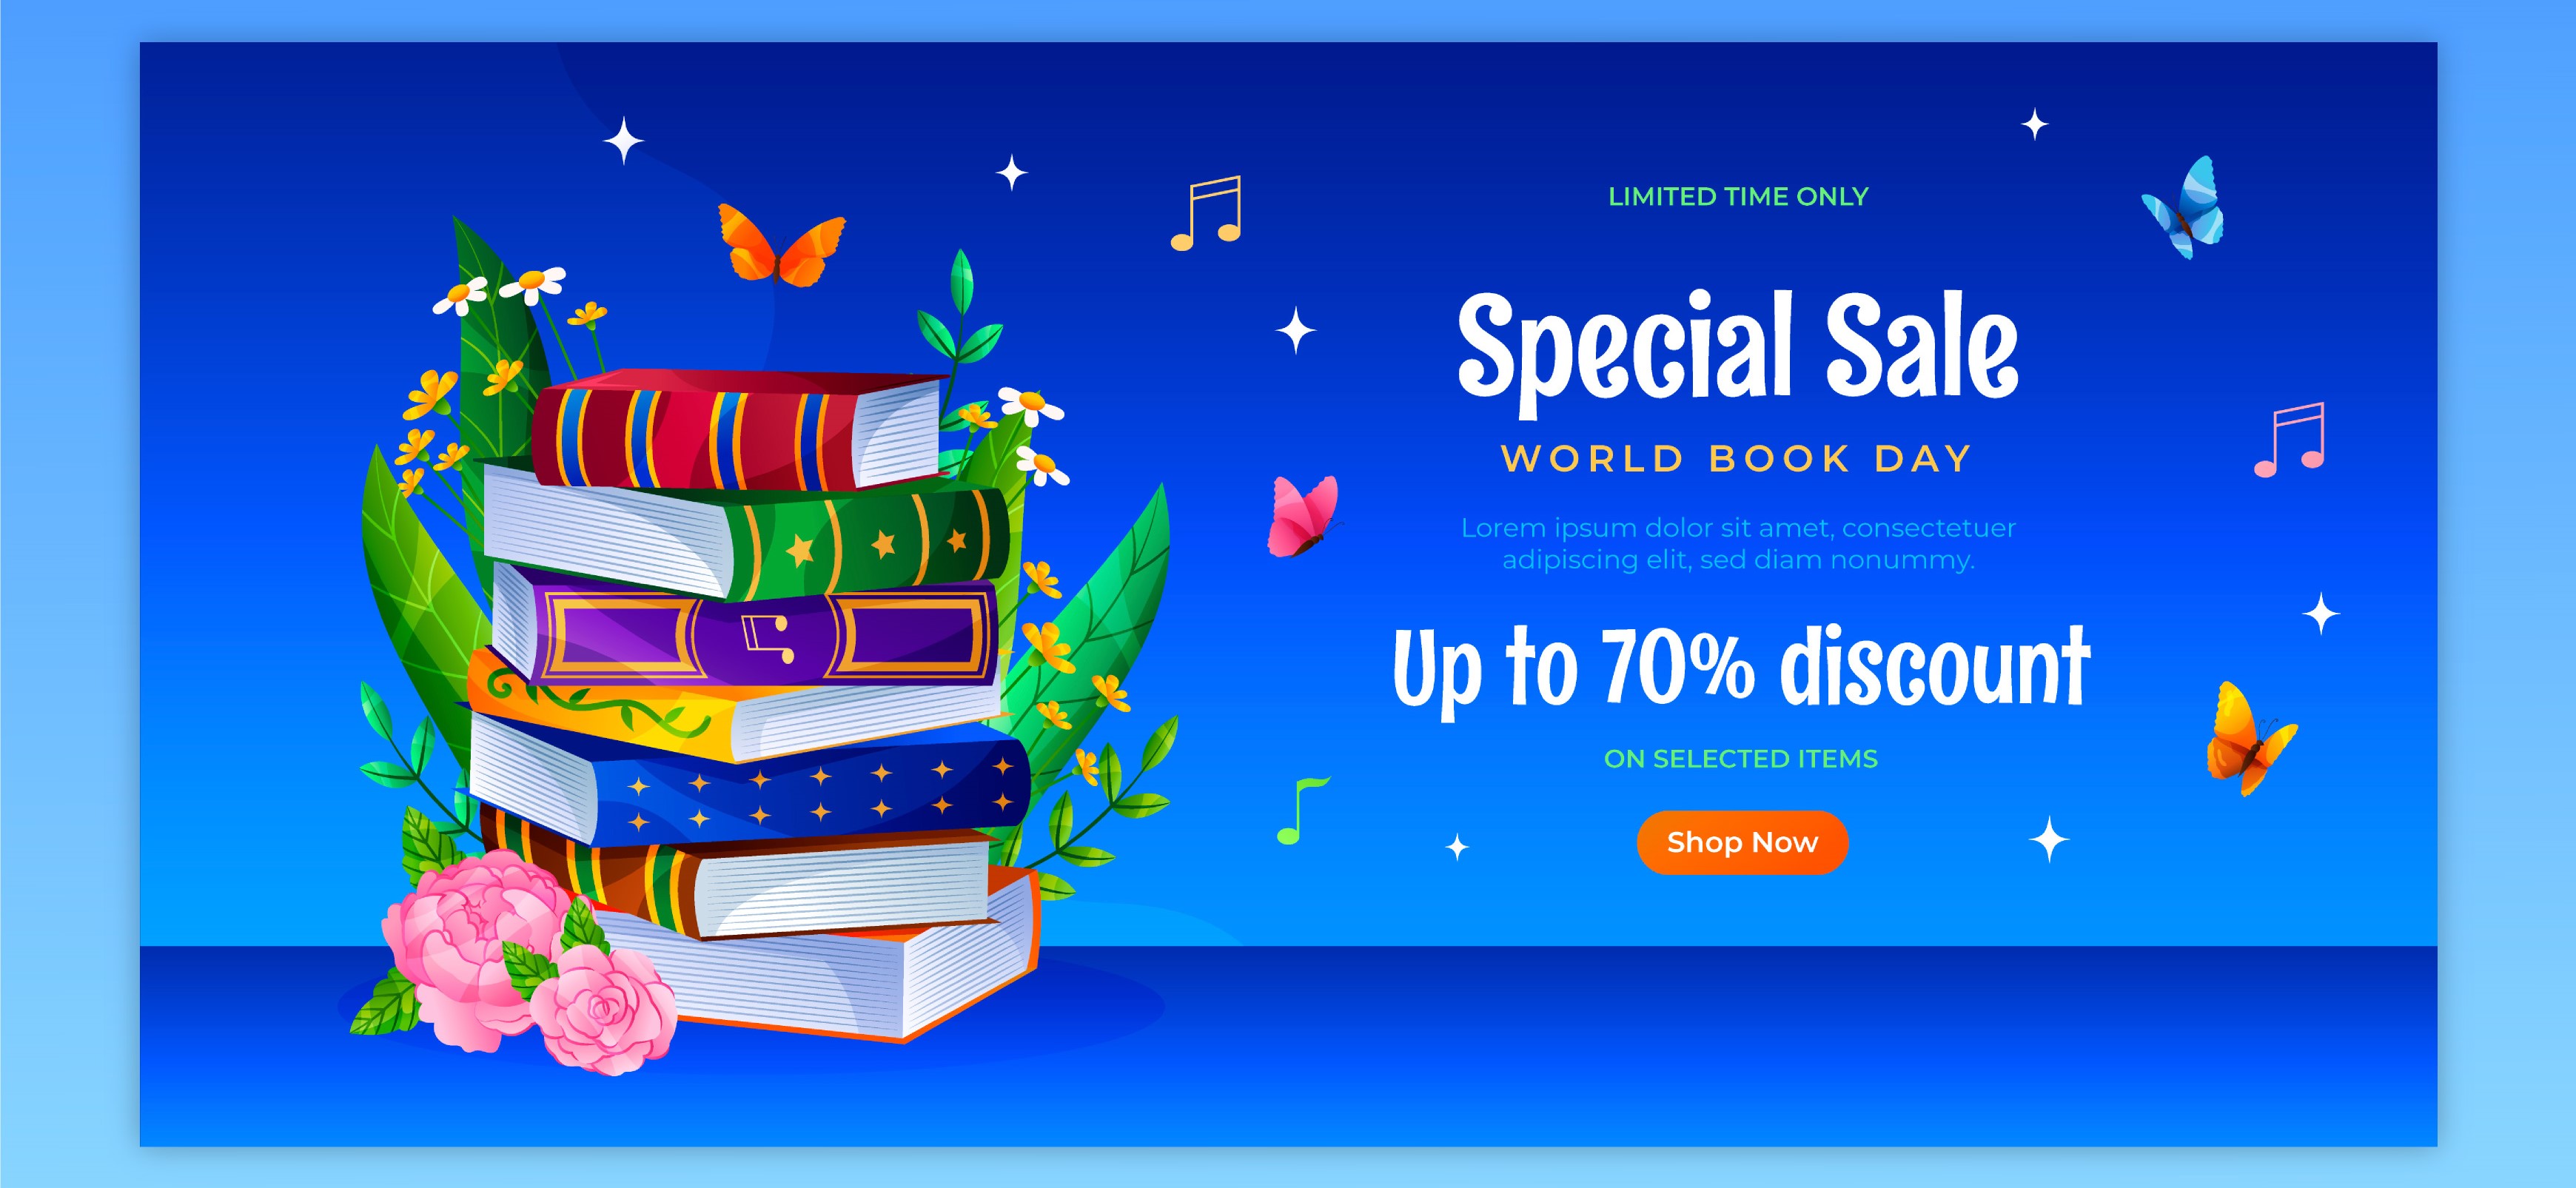 LIMITED TIME ONLY
Special Sale
WORLD BOOK DAY
Lorem ipsum dolor sit amet, consectetuer
adipiscing elit, sed diam nonummy.
Up to 70% discount
ON SELECTED ITEMS
Shop Now